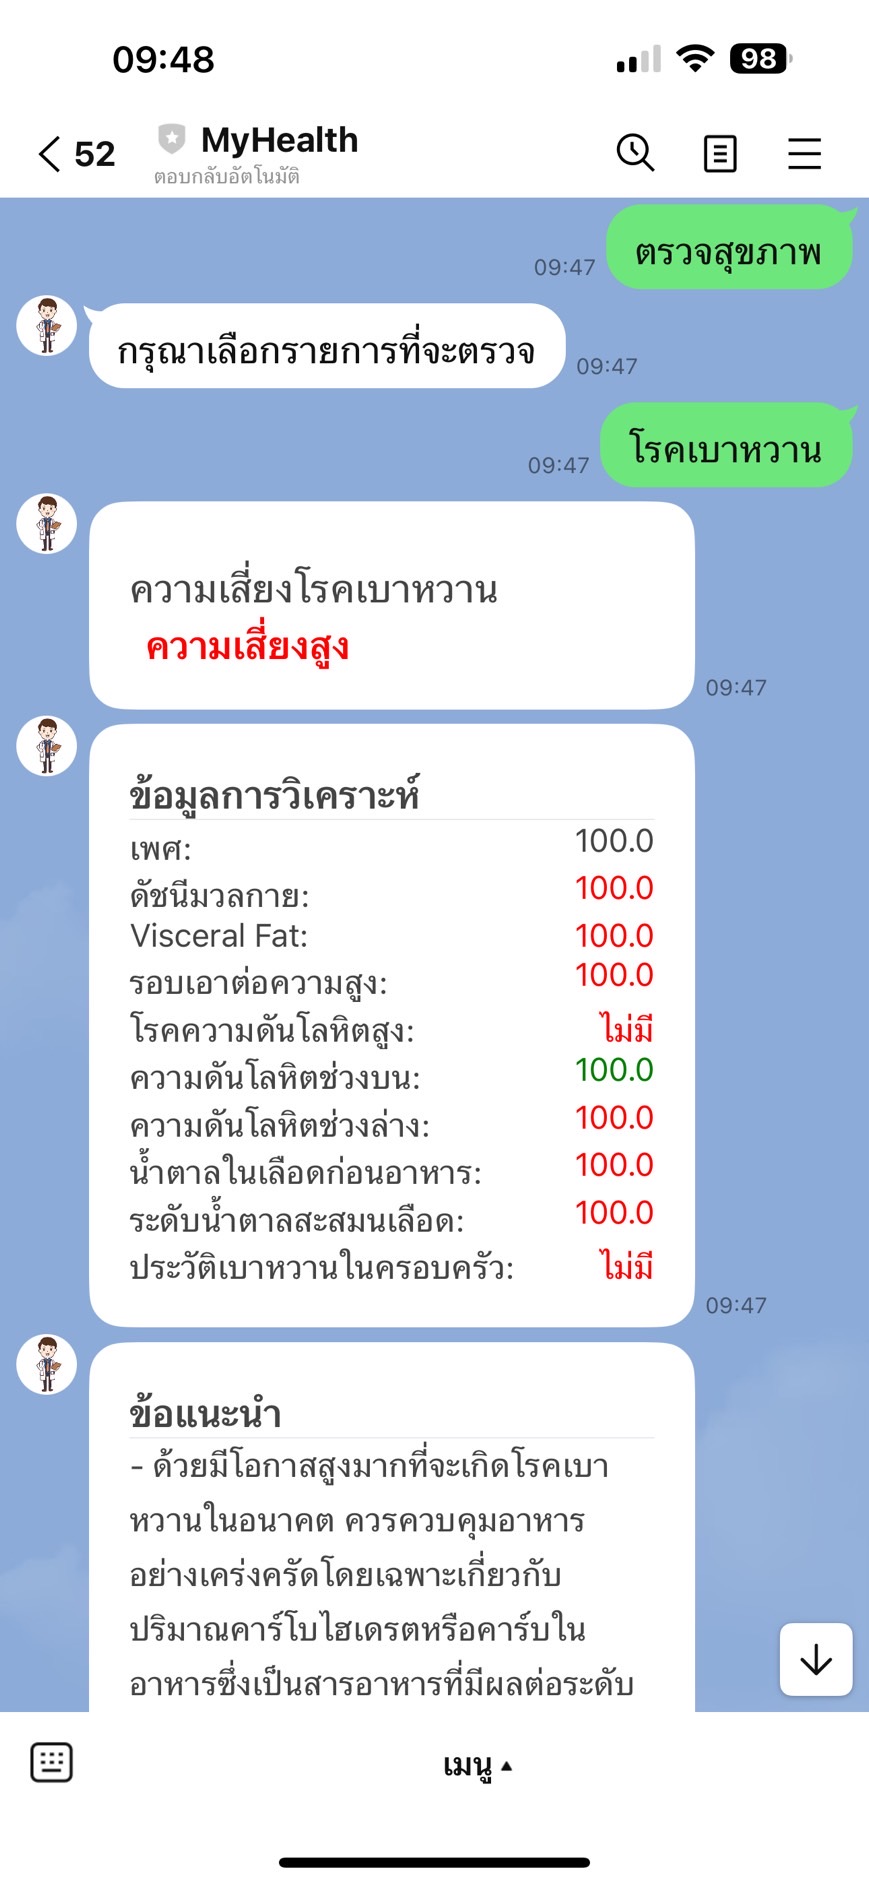 09:48
98
52
MyHealth
ตอบกลับอัตโนมัติ
ตรวจสุขภาพ
09:47
กรุณาเลือกรายการที่จะตรวจ
09:47
โรคเบาหวาน
09:47
ความเสี่ยงโรคเบาหวาน
ความเสี่ยงสูง
09:47
ข้อมูลการวิเคราะห์
เพศ: 100.0
ดัชนีมวลกาย: 100.0
Visceral Fat: 100.0
รอบเอาต่อความสูง: 100.0
โรคความดันโลหิตสูง: ไม่มี
ความดันโลหิตช่วงบน: 100.0
ความดันโลหิตช่วงล่าง: 100.0
น้ำตาลในเลือดก่อนอาหาร: 100.0
ระดับน้ำตาลสะสมนเลือด: 100.0
ประวัติเบาหวานในครอบครัว: ไม่มี
09:47
ข้อแนะนำ
- ด้วยมีโอกาสสูงมากที่จะเกิดโรคเบา
หวานในอนาคต ควรควบคุมอาหาร
อย่างเคร่งครัดโดยเฉพาะเกี่ยวกับ
ปริมาณคาร์โบไฮเดรตหรือคาร์บใน
อาหารซึ่งเป็นสารอาหารที่มีผลต่อระดับ
เมนู